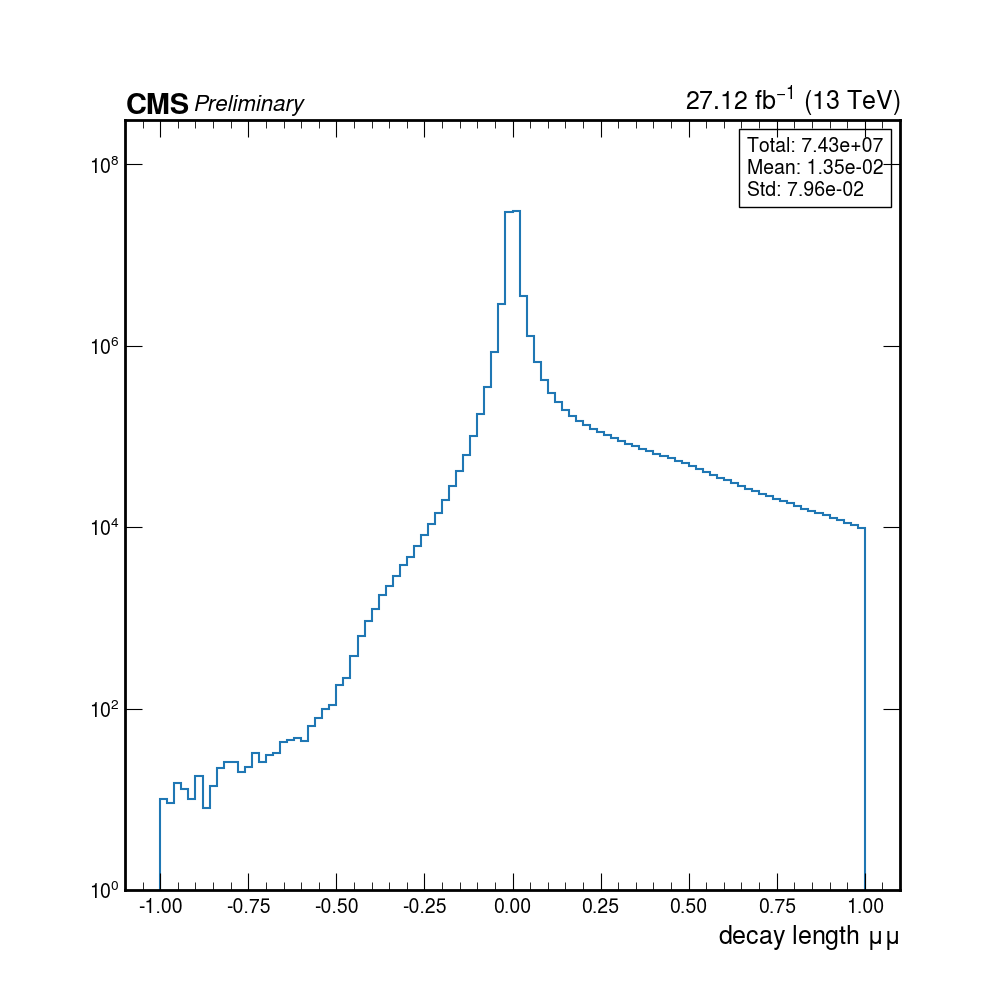 CMS Preliminary
27.12 fb⁻¹ (13 TeV)
Total: 7.43e+07
Mean: 1.35e-02
Std: 7.96e-02
10⁸
10⁶
10⁴
10²
10⁰
-1.00 -0.75 -0.50 -0.25 0.00 0.25 0.50 0.75 1.00
decay length μμ